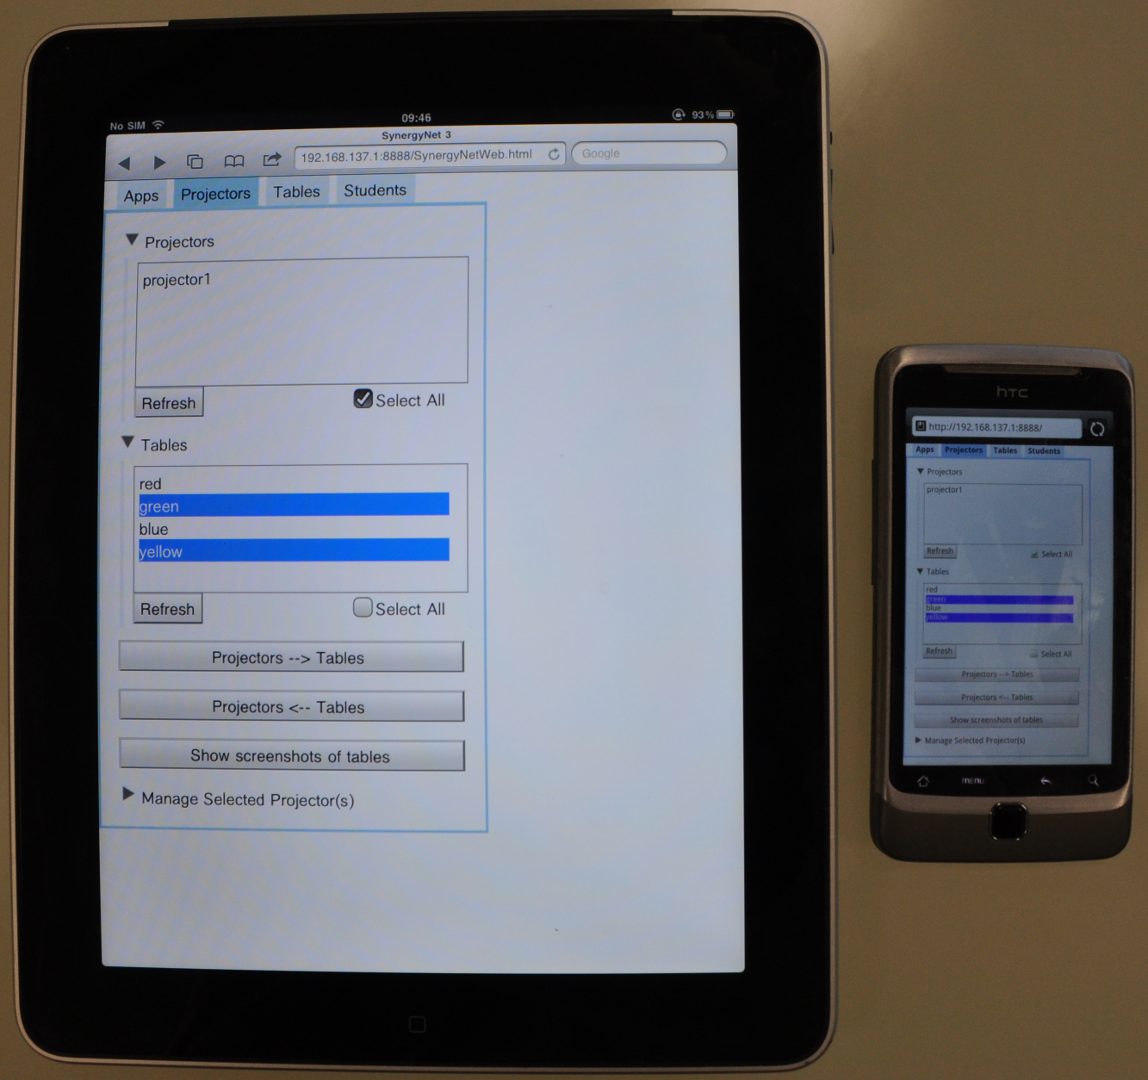 No SIM 09:46 93%
SynergyNet 3
192.168.137.1:8888/SynergyNetWeb.html Google
Apps Projectors Tables Students
Projectors
projector1
Refresh Select All
Tables
red
green
blue
yellow
Refresh Select All
Projectors --> Tables
Projectors <-- Tables
Show screenshots of tables
Manage Selected Projector(s)
hTC
http://192.168.137.1:8888/
Apps Projectors Tables Students
Projectors
projector1
Refresh Select All
Tables
red
green
blue
yellow
Refresh Select All
Projectors --> Tables
Projectors <-- Tables
Show screenshots of tables
Manage Selected Projector(s)
menu